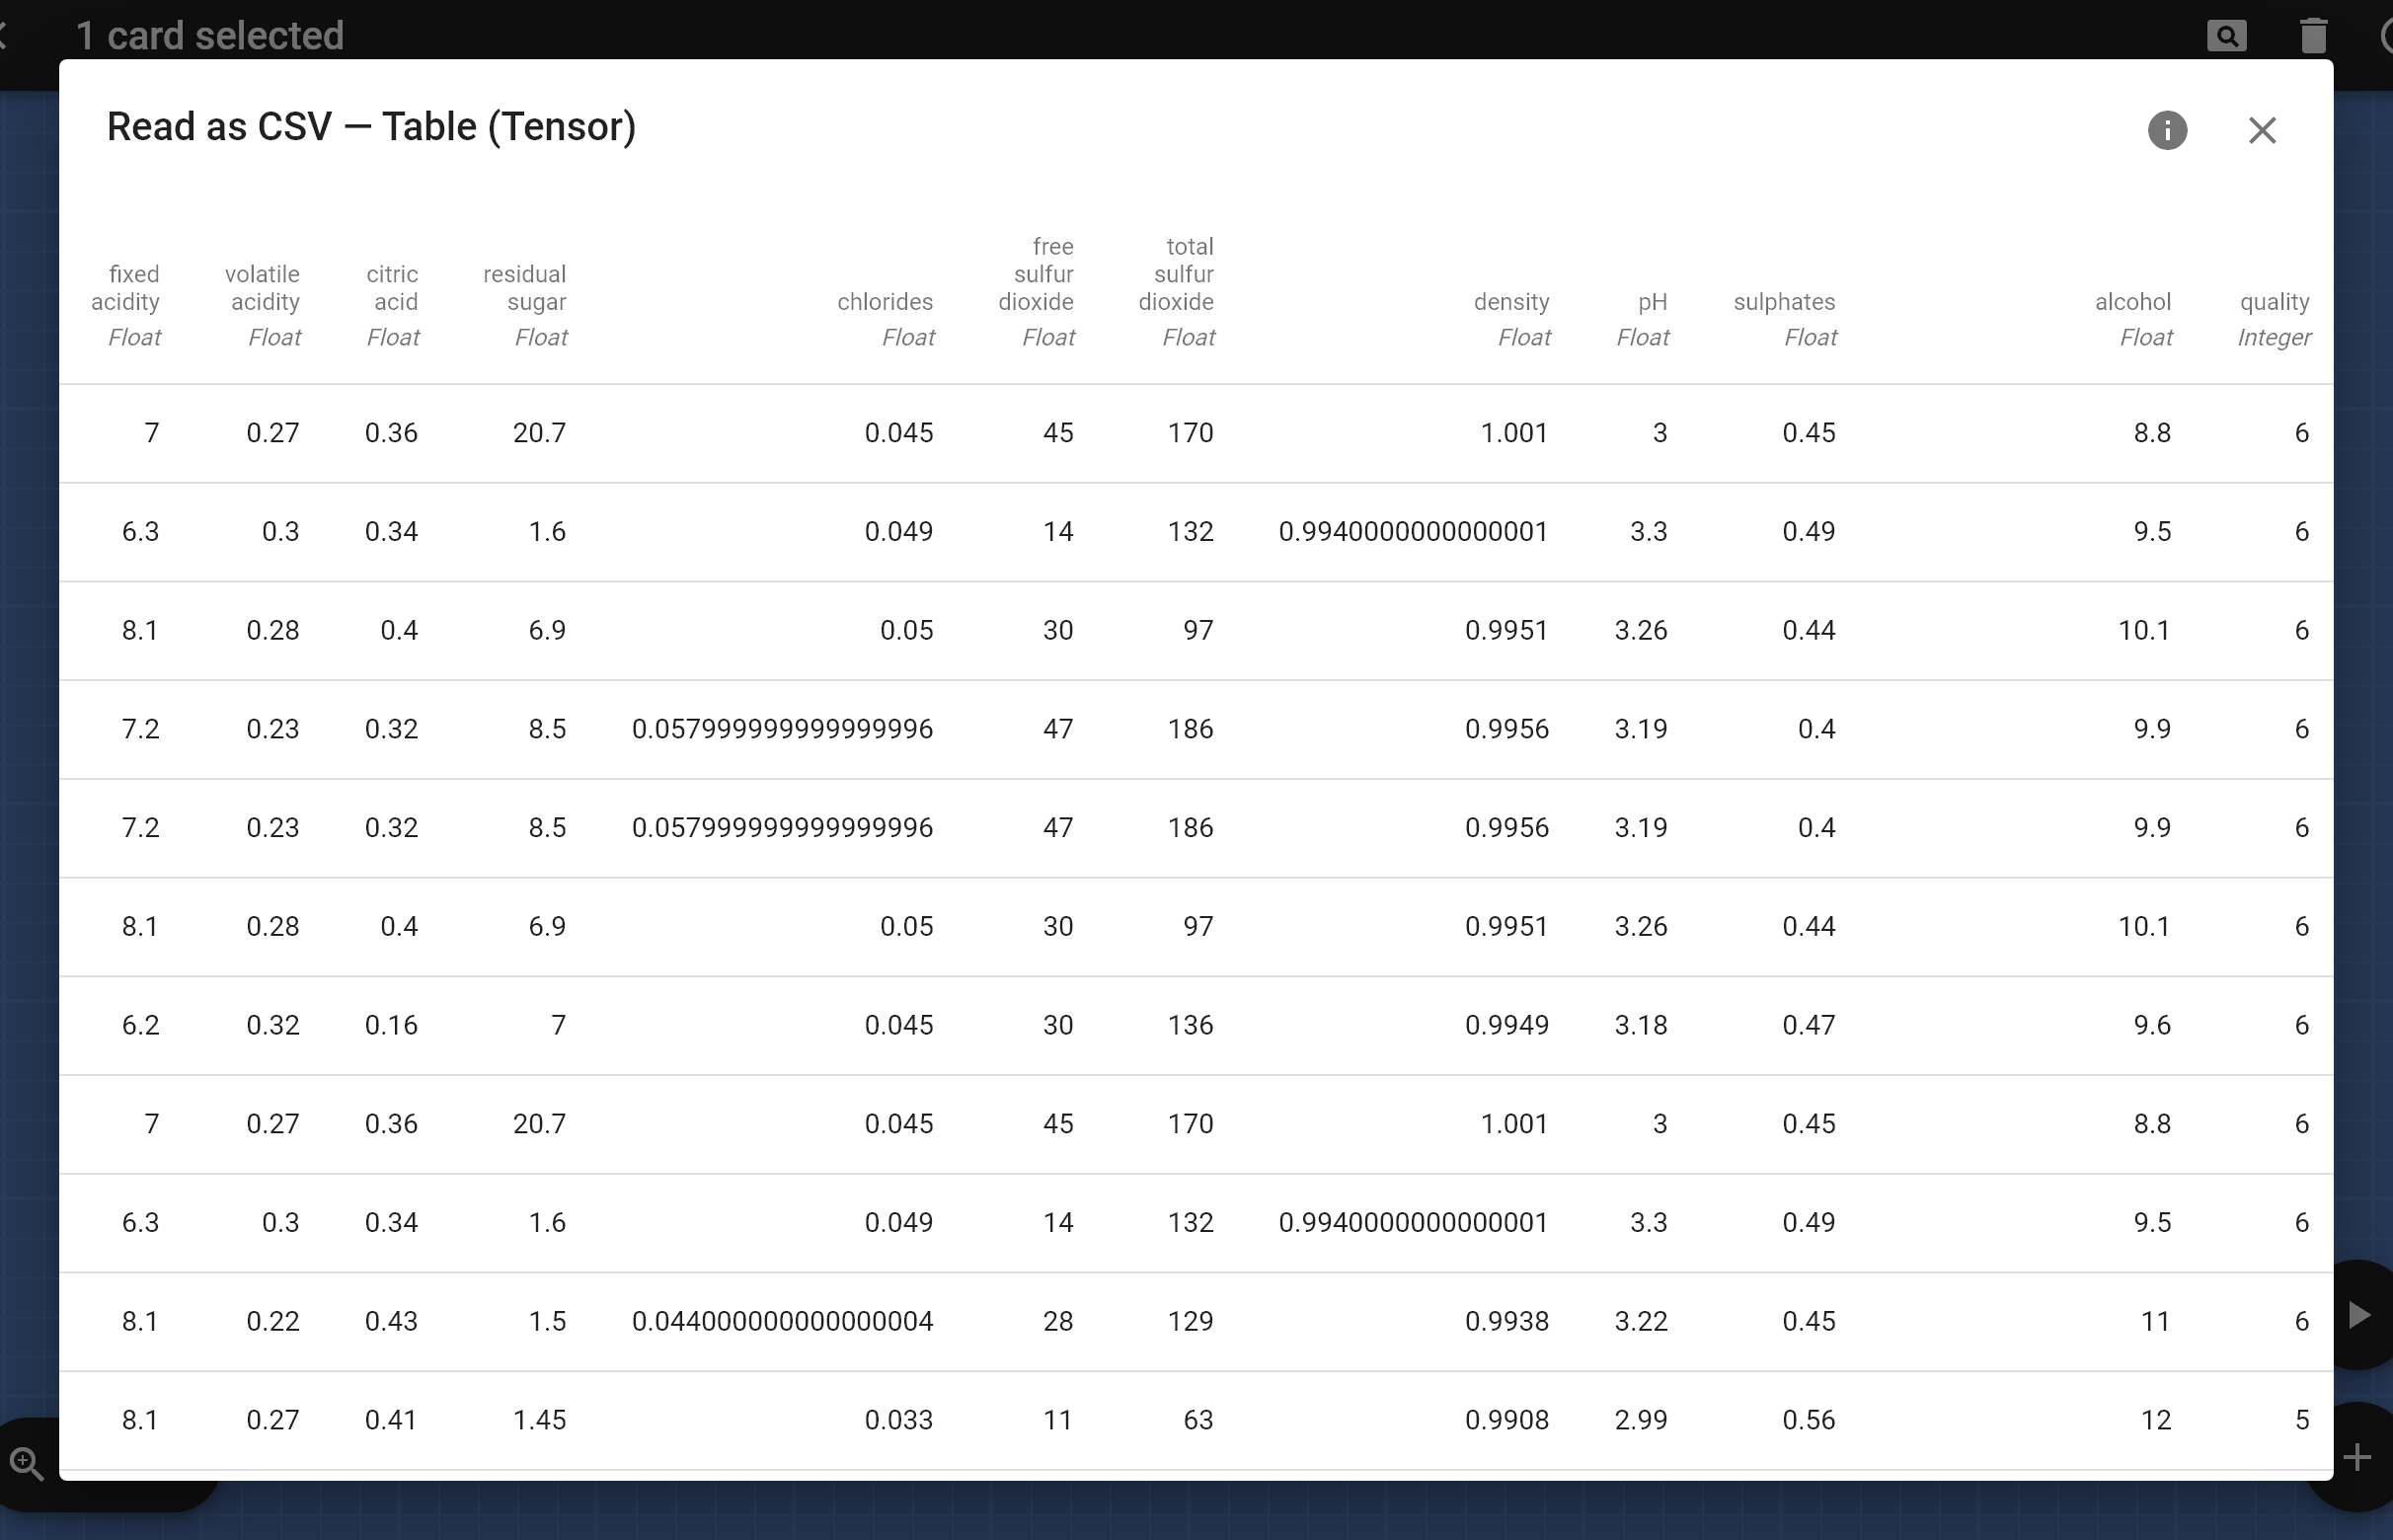 1 card selected
Read as CSV — Table (Tensor)
fixed acidity Float volatile acidity Float citric acid Float residual sugar Float chlorides Float free sulfur dioxide Float total sulfur dioxide Float density Float pH Float sulphates Float alcohol Float quality Integer
7 0.27 0.36 20.7 0.045 45 170 1.001 3 0.45 8.8 6
6.3 0.3 0.34 1.6 0.049 14 132 0.9940000000000001 3.3 0.49 9.5 6
8.1 0.28 0.4 6.9 0.05 30 97 0.9951 3.26 0.44 10.1 6
7.2 0.23 0.32 8.5 0.057999999999999996 47 186 0.9956 3.19 0.4 9.9 6
7.2 0.23 0.32 8.5 0.057999999999999996 47 186 0.9956 3.19 0.4 9.9 6
8.1 0.28 0.4 6.9 0.05 30 97 0.9951 3.26 0.44 10.1 6
6.2 0.32 0.16 7 0.045 30 136 0.9949 3.18 0.47 9.6 6
7 0.27 0.36 20.7 0.045 45 170 1.001 3 0.45 8.8 6
6.3 0.3 0.34 1.6 0.049 14 132 0.9940000000000001 3.3 0.49 9.5 6
8.1 0.22 0.43 1.5 0.044000000000000004 28 129 0.9938 3.22 0.45 11 6
8.1 0.27 0.41 1.45 0.033 11 63 0.9908 2.99 0.56 12 5